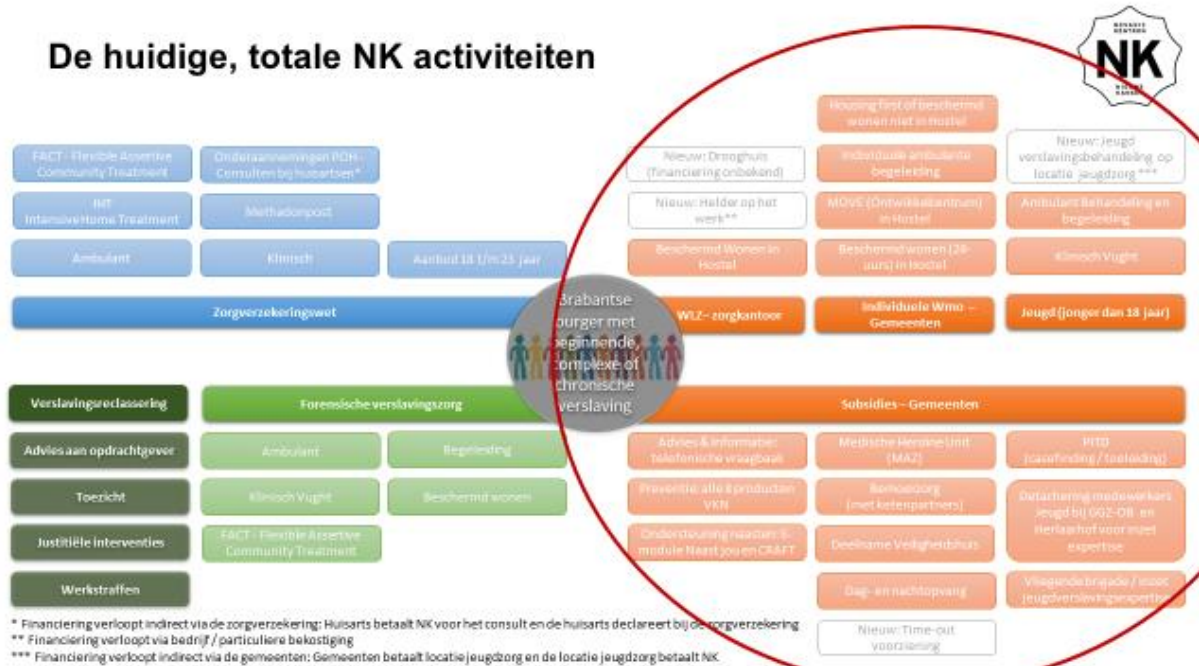 De huidige, totale NK activiteiten
NOVADIC
KENTRON
NK
NIEUWE
KANSEN
FACT - Flexible Assertive
Community Treatment
Onderaannemingen POH -
Consulten bij huisartsen*
IHT
IntensiveHome Treatment
Methadonpost
Ambulant
Klinisch
Aanbod 18 t/m 23 jaar
Zorgverzekeringswet
Housing first of beschermd
wonen niet in Hostel
Nieuw: Drooghuis
(financiering onbekend)
Individuele ambulante
begeleiding
Nieuw: Jeugd
verslavingsbehandeling op
locatie jeugdzorg ***
Nieuw: Helder op het
werk**
MOVE (Ontwikkelcentrum)
in Hostel
Ambulant Behandeling en
begeleiding
Beschermd Wonen in
Hostel
Beschermd wonen (24-
uurs) in Hostel
Klinisch Vught
WLZ – zorgkantoor
Individuele Wmo –
Gemeenten
Jeugd (jonger dan 18 jaar)
Brabantse
burger met
beginnende,
complexe of
chronische
verslaving
Verslavingsreclassering
Forensische verslavingszorg
Advies aan opdrachtgever
Ambulant
Begeleiding
Toezicht
Klinisch Vught
Beschermd wonen
Justitiële interventies
FACT - Flexible Assertive
Community Treatment
Werkstraffen
Subsidies – Gemeenten
Advies & Informatie:
telefonische vraagbaak
Medische Heroine Unit
(MAZ)
(casefinding / toeleiding)
Preventie: alle 8 producten
VKN
Bemoeizorg
(met ketenpartners)
Detachering medewerkers
Jeugd bij GGZ-OB en
Herlaarhof voor inzet
expertise
Ondersteuning naasten: E-
module Naast jou en CRAFT
Deelname Veiligheidshuis
Dag- en nachtopvang
Vliegende brigade / inzet
jeugdverslavingsexpertise
Nieuw: Time-out
voorziening
* Financiering verloopt indirect via de zorgverzekering: Huisarts betaalt NK voor het consult en de huisarts declareert bij de zorgverzekering
** Financiering verloopt via bedrijf / particuliere bekostiging
*** Financiering verloopt indirect via de gemeenten: Gemeenten betaalt locatie jeugdzorg en de locatie jeugdzorg betaalt NK